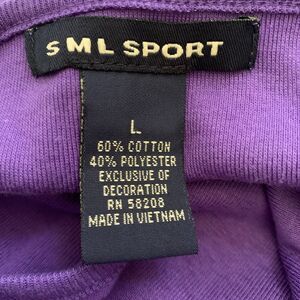 SML SPORT
L
60% COTTON
40% POLYESTER
EXCLUSIVE OF
DECORATION
RN 58208
MADE IN VIETNAM